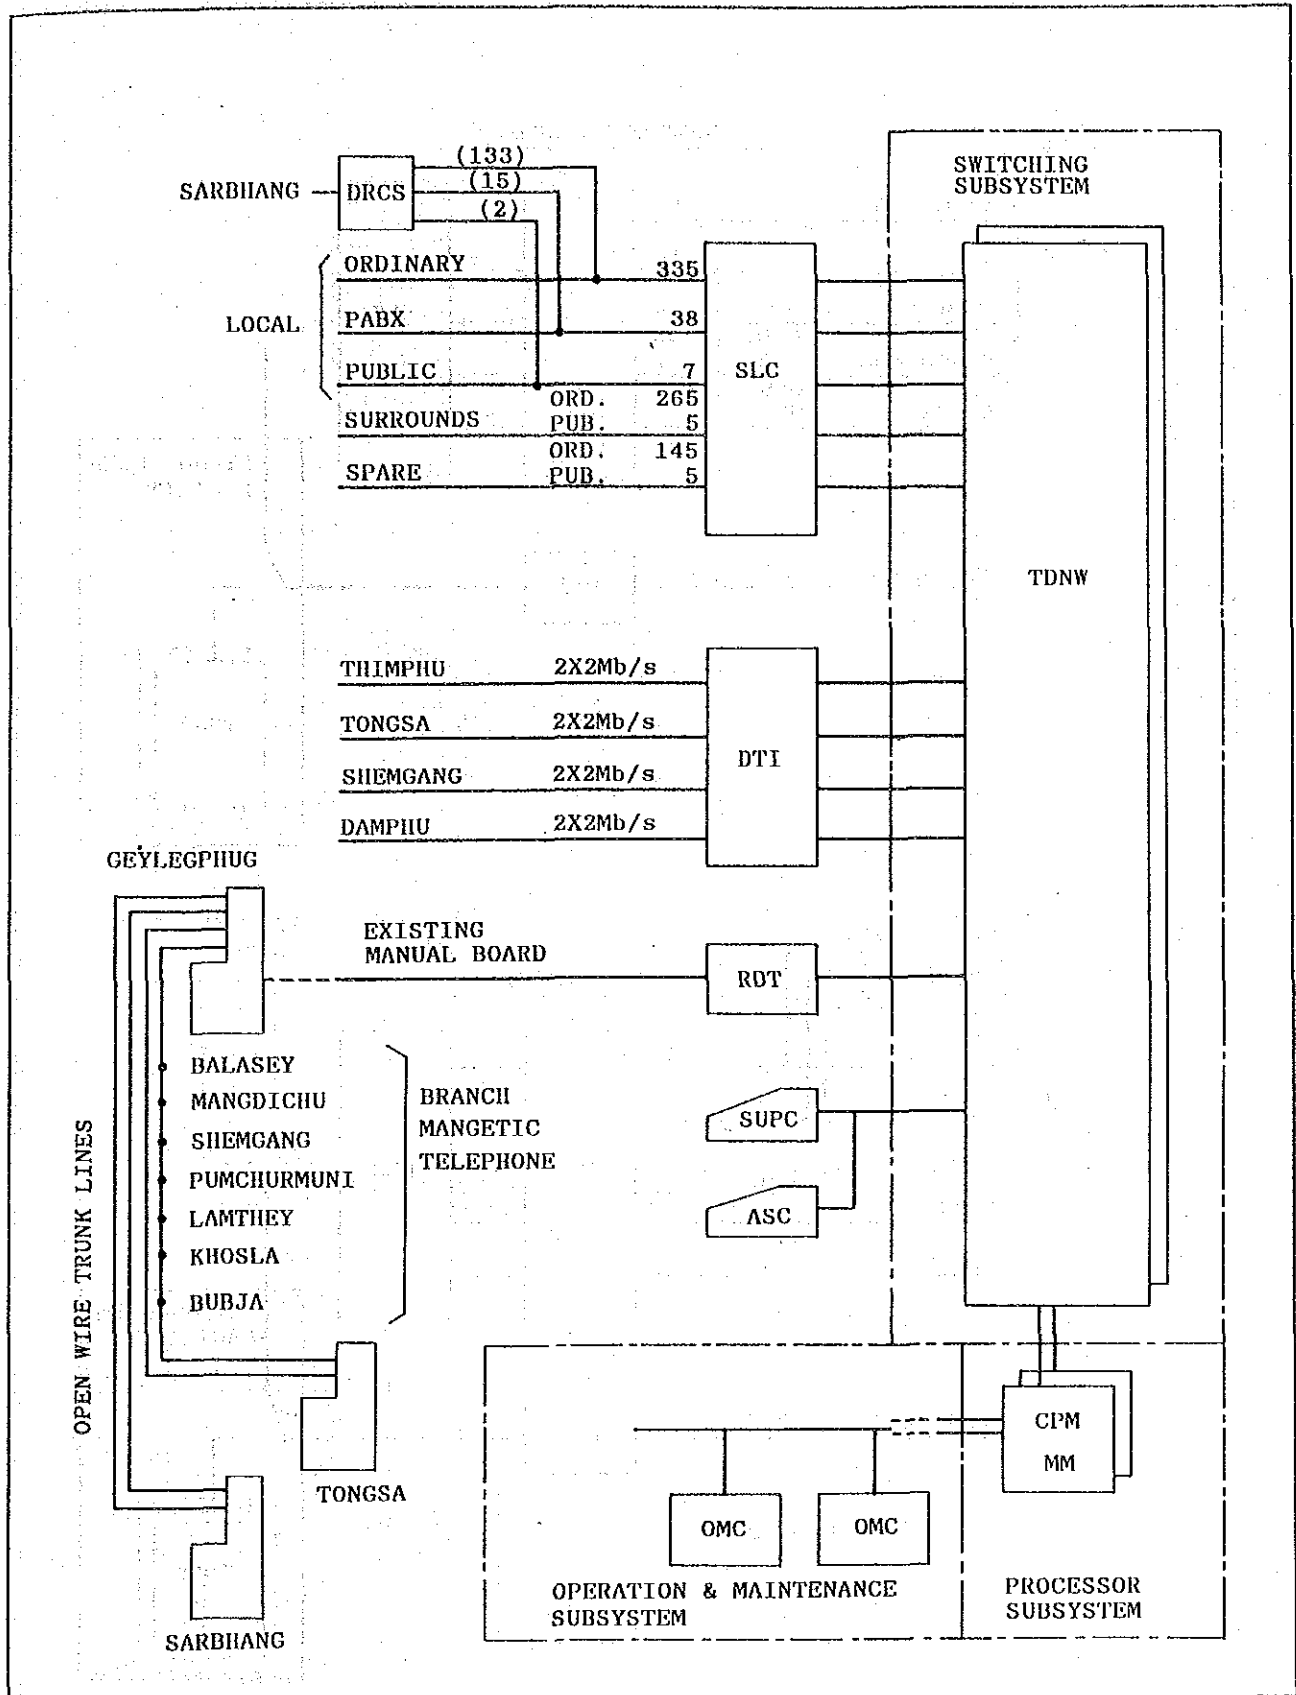 SWITCHING
SUBSYSTEM
(133)
SARBHANG
DRCS
(15)
(2)
ORDINARY 335
LOCAL
PABX 38
PUBLIC 7
SLC
ORD. 265
SURROUNDS PUB. 5
ORD. 145
SPARE PUB. 5
TDNW
THIMPHU 2X2Mb/s
TONGSA 2X2Mb/s
DTI
SHEMGANG 2X2Mb/s
DAMPHU 2X2Mb/s
GEYLEGPHUG
EXISTING
MANUAL BOARD
RDT
BALASEY
MANGDICHU
SHEMGANG
PUMCHURMUNI
LAMTHEY
KHOSLA
BUBJA
BRANCH
MANGETIC
TELEPHONE
SUPC
ASC
OPEN WIRE TRUNK LINES
TONGSA
SARBHANG
CPM
MM
OMC
OMC
OPERATION & MAINTENANCE
SUBSYSTEM
PROCESSOR
SUBSYSTEM